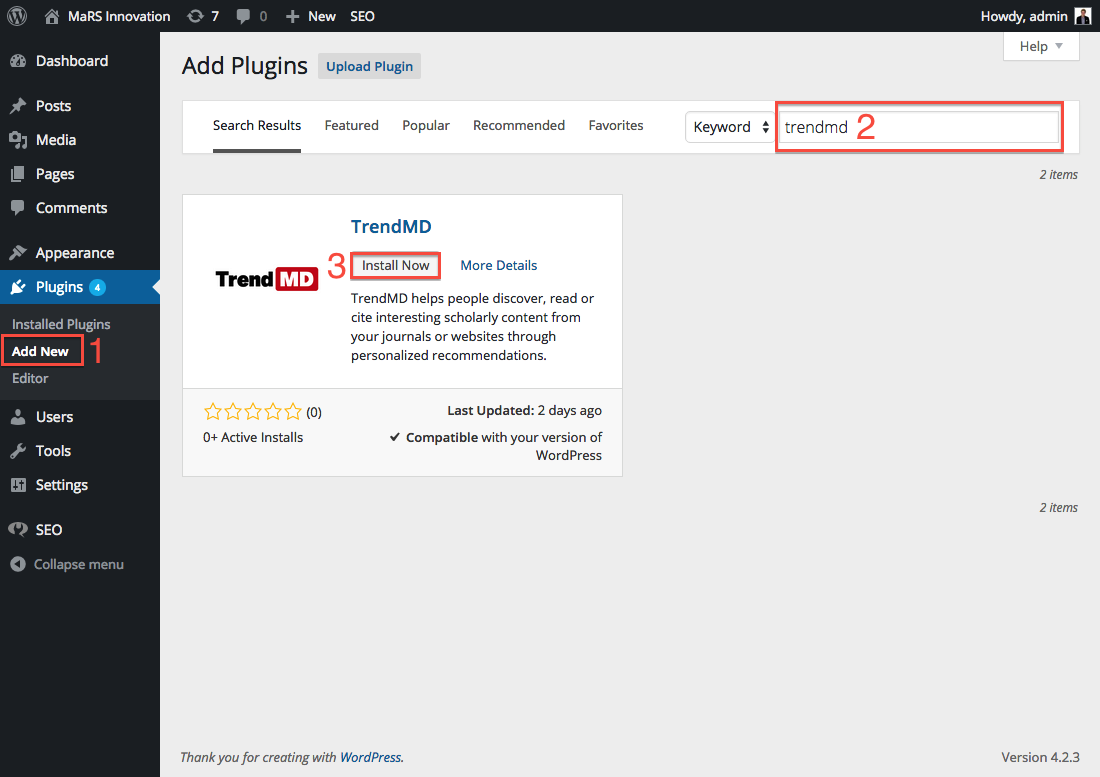 MaRS Innovation 7 0 New SEO Howdy, admin
Help
Dashboard
Posts
Media
Pages
Comments
Appearance
Plugins 4
Installed Plugins
Add New 1
Editor
Users
Tools
Settings
SEO
Collapse menu
Add Plugins Upload Plugin
Search Results Featured Popular Recommended Favorites Keyword trendmd 2
2 items
TrendMD
TrendMD
3 Install Now More Details
TrendMD helps people discover, read or
cite interesting scholarly content from
your journals or websites through
personalized recommendations.
(0) Last Updated: 2 days ago
0+ Active Installs Compatible with your version of
WordPress
2 items
Thank you for creating with WordPress. Version 4.2.3